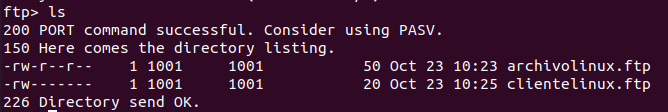 ftp> ls
200 PORT command successful. Consider using PASV.
150 Here comes the directory listing.
-rw-r--r--    1 1001     1001           50 Oct 23 10:23 archivolinux.ftp
-rw-------    1 1001     1001           20 Oct 23 10:25 clientelinux.ftp
226 Directory send OK.